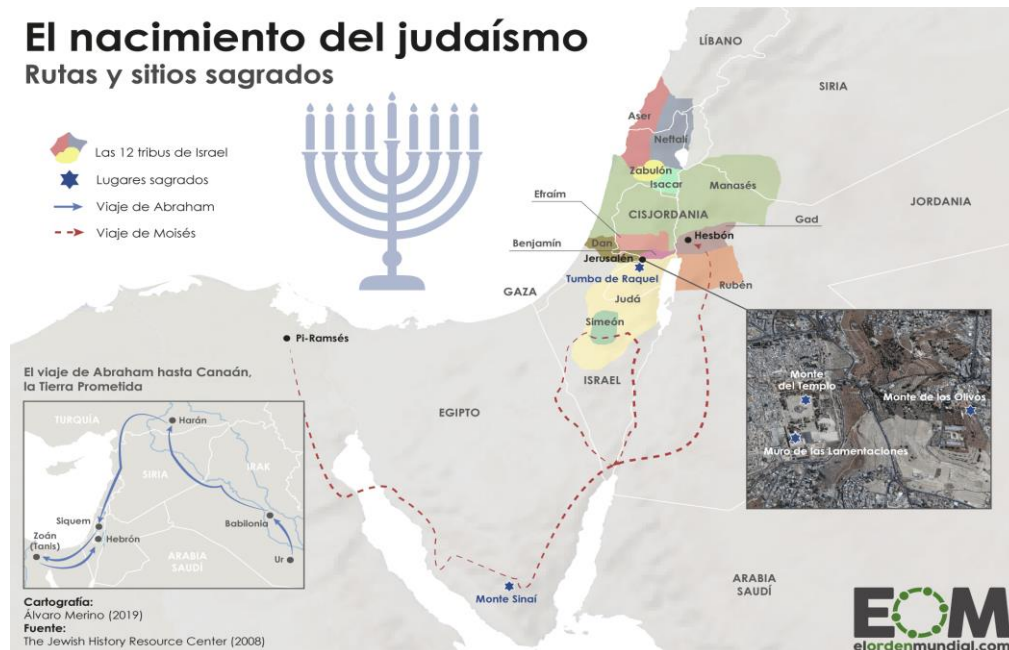 El nacimiento del judaísmo
Rutas y sitios sagrados
Las 12 tribus de Israel
Lugares sagrados
Viaje de Abraham
Viaje de Moisés
LÍBANO
SIRIA
Aser
Neftalí
Zabulón
Isacar
Manasés
Efraím
CISJORDANIA
JORDANIA
Gad
Hesbón
Benjamín
Dan
Jerusalén
Tumba de Raquel
GAZA
Rubén
Judá
Simeón
Pi-Ramsés
ISRAEL
EGIPTO
Monte
del Templo
Monte de los Olivos
Muro de las Lamentaciones
El viaje de Abraham hasta Canaán,
la Tierra Prometida
TURQUÍA
Harán
SIRIA
IRAK
Siquem
Babilonia
Zoán
(Tanis)
Hebrón
Ur
ARABIA
SAUDÍ
Monte Sinaí
ARABIA
SAUDÍ
Cartografía:
Álvaro Merino (2019)
Fuente:
The Jewish History Resource Center (2008)
EOM
elordenmundial.com